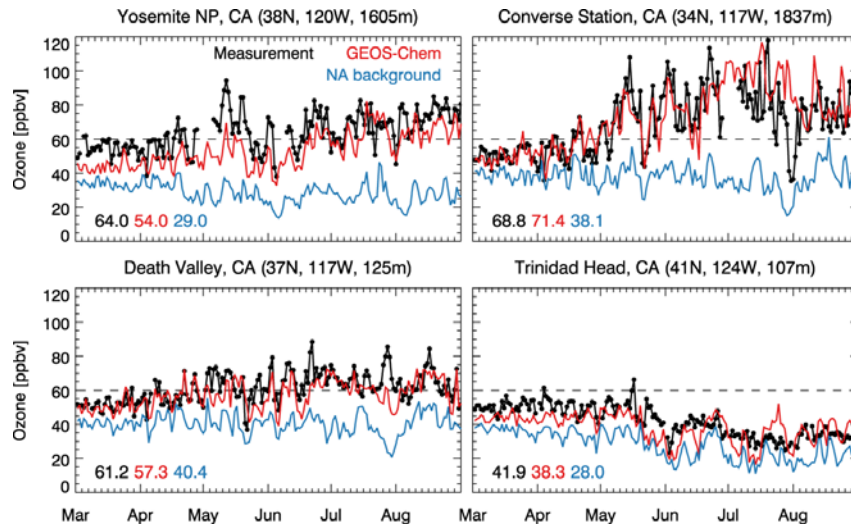 Yosemite NP, CA (38N, 120W, 1605m)
Converse Station, CA (34N, 117W, 1837m)
Ozone [ppbv]
120
100
80
60
40
20
0
Measurement
GEOS-Chem
NA background
64.0 54.0 29.0
68.8 71.4 38.1
Death Valley, CA (37N, 117W, 125m)
Trinidad Head, CA (41N, 124W, 107m)
Ozone [ppbv]
120
100
80
60
40
20
0
61.2 57.3 40.4
41.9 38.3 28.0
Mar Apr May Jun Jul Aug
Mar Apr May Jun Jul Aug